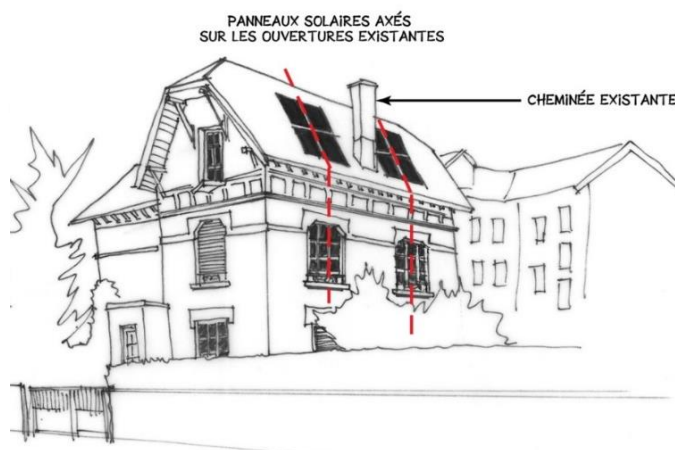 PANNEAUX SOLAIRES AXÉS
SUR LES OUVERTURES EXISTANTES
CHEMINÉE EXISTANTE